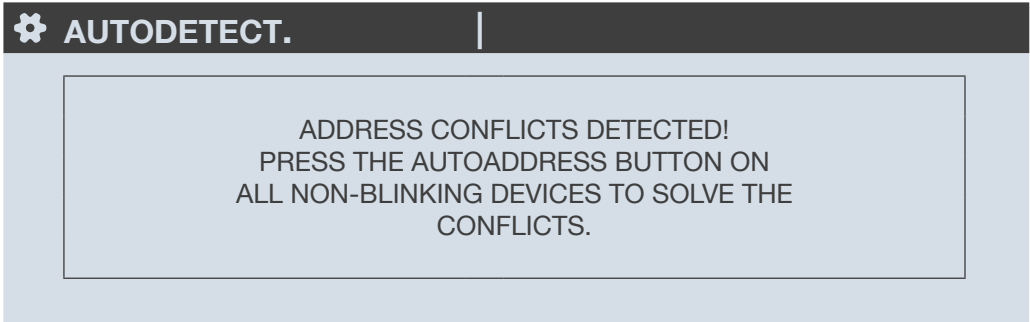 AUTODETECT.
ADDRESS CONFLICTS DETECTED!
PRESS THE AUTOADDRESS BUTTON ON
ALL NON-BLINKING DEVICES TO SOLVE THE
CONFLICTS.